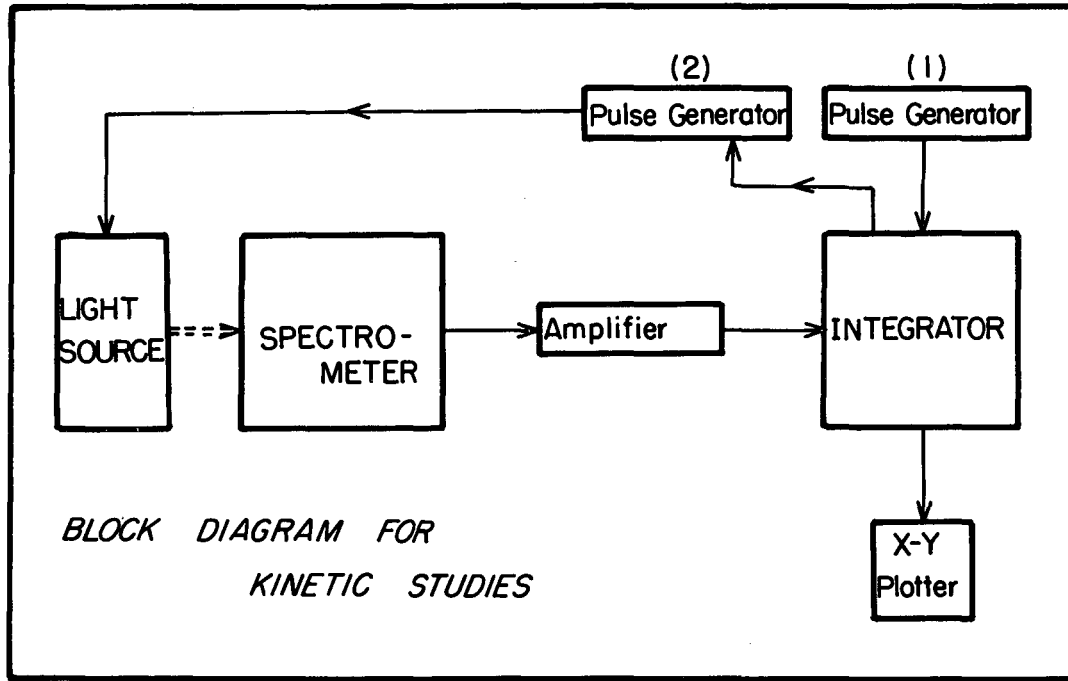 (2)
(1)
Pulse Generator
Pulse Generator
LIGHT
SOURCE
SPECTRO-
METER
Amplifier
INTEGRATOR
X-Y
Plotter
BLOCK DIAGRAM FOR
KINETIC STUDIES